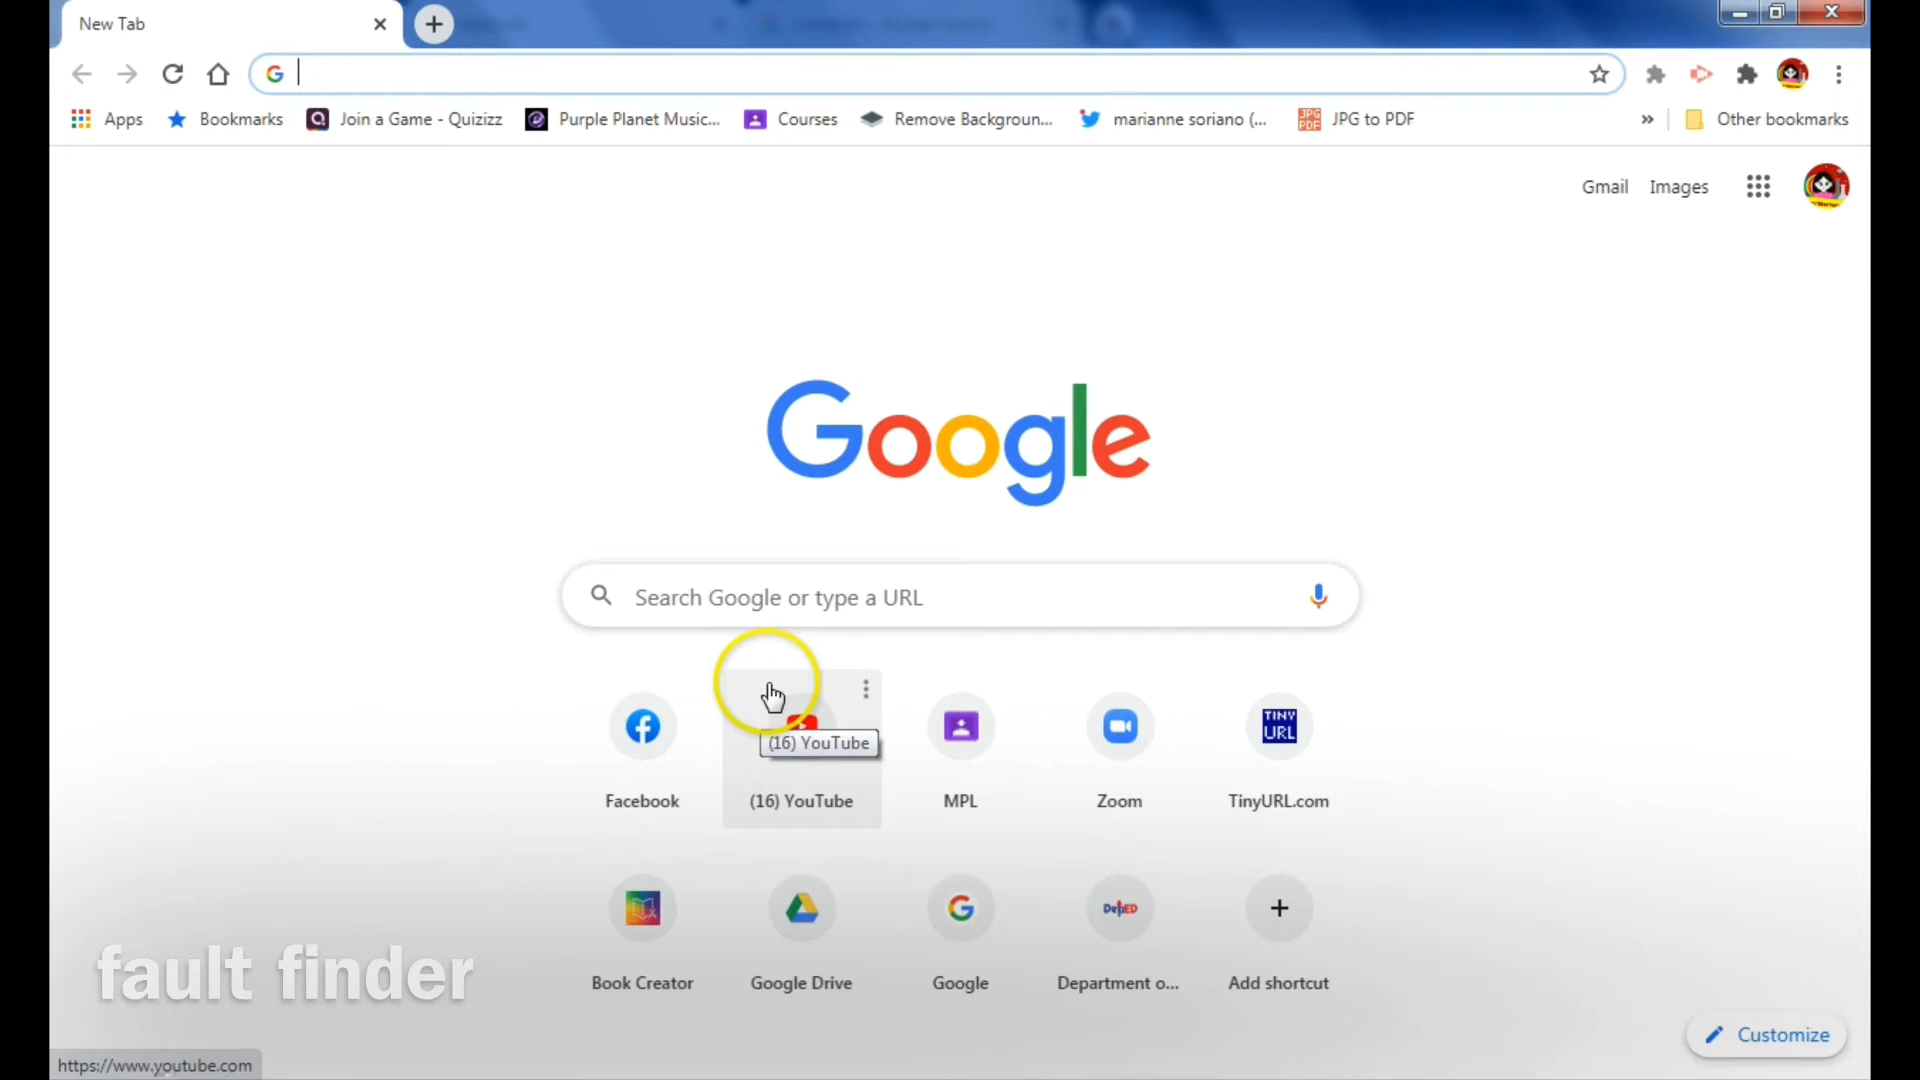 New Tab
Apps Bookmarks Join a Game - Quizizz Purple Planet Music... Courses Remove Backgroun... marianne soriano (... JPG to PDF » Other bookmarks
Gmail Images
Google
Search Google or type a URL
(16) YouTube
TINY
URL
Facebook (16) YouTube MPL Zoom TinyURL.com
DepED
Book Creator Google Drive Google Department o... Add shortcut
fault finder
Customize
https://www.youtube.com